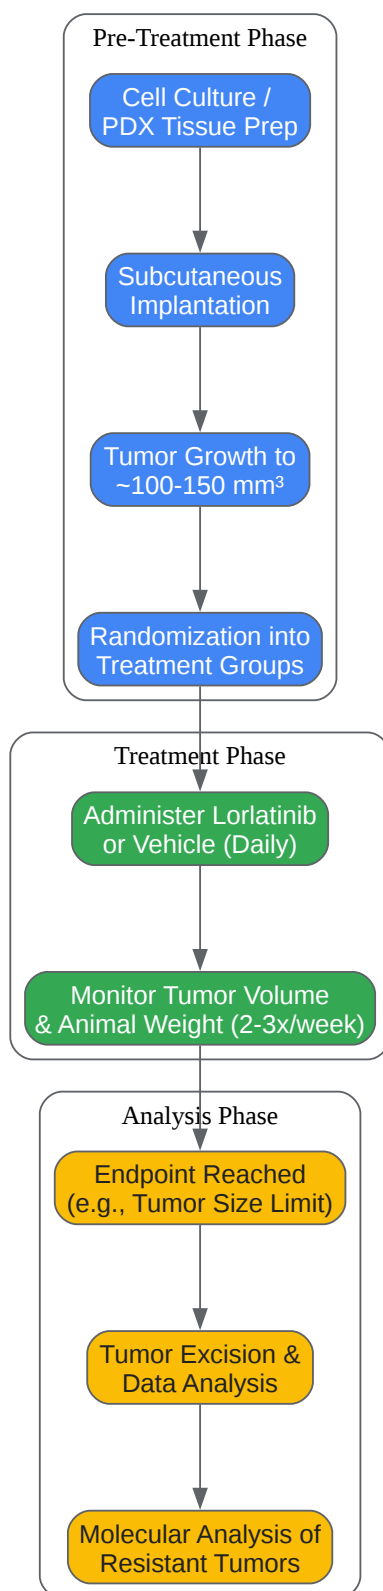 Pre-Treatment Phase
Cell Culture /
PDX Tissue Prep
Subcutaneous
Implantation
Tumor Growth to
~100-150 mm³
Randomization into
Treatment Groups
Treatment Phase
Administer Lorlatinib
or Vehicle (Daily)
Monitor Tumor Volume
& Animal Weight (2-3x/week)
Analysis Phase
Endpoint Reached
(e.g., Tumor Size Limit)
Tumor Excision &
Data Analysis
Molecular Analysis of
Resistant Tumors